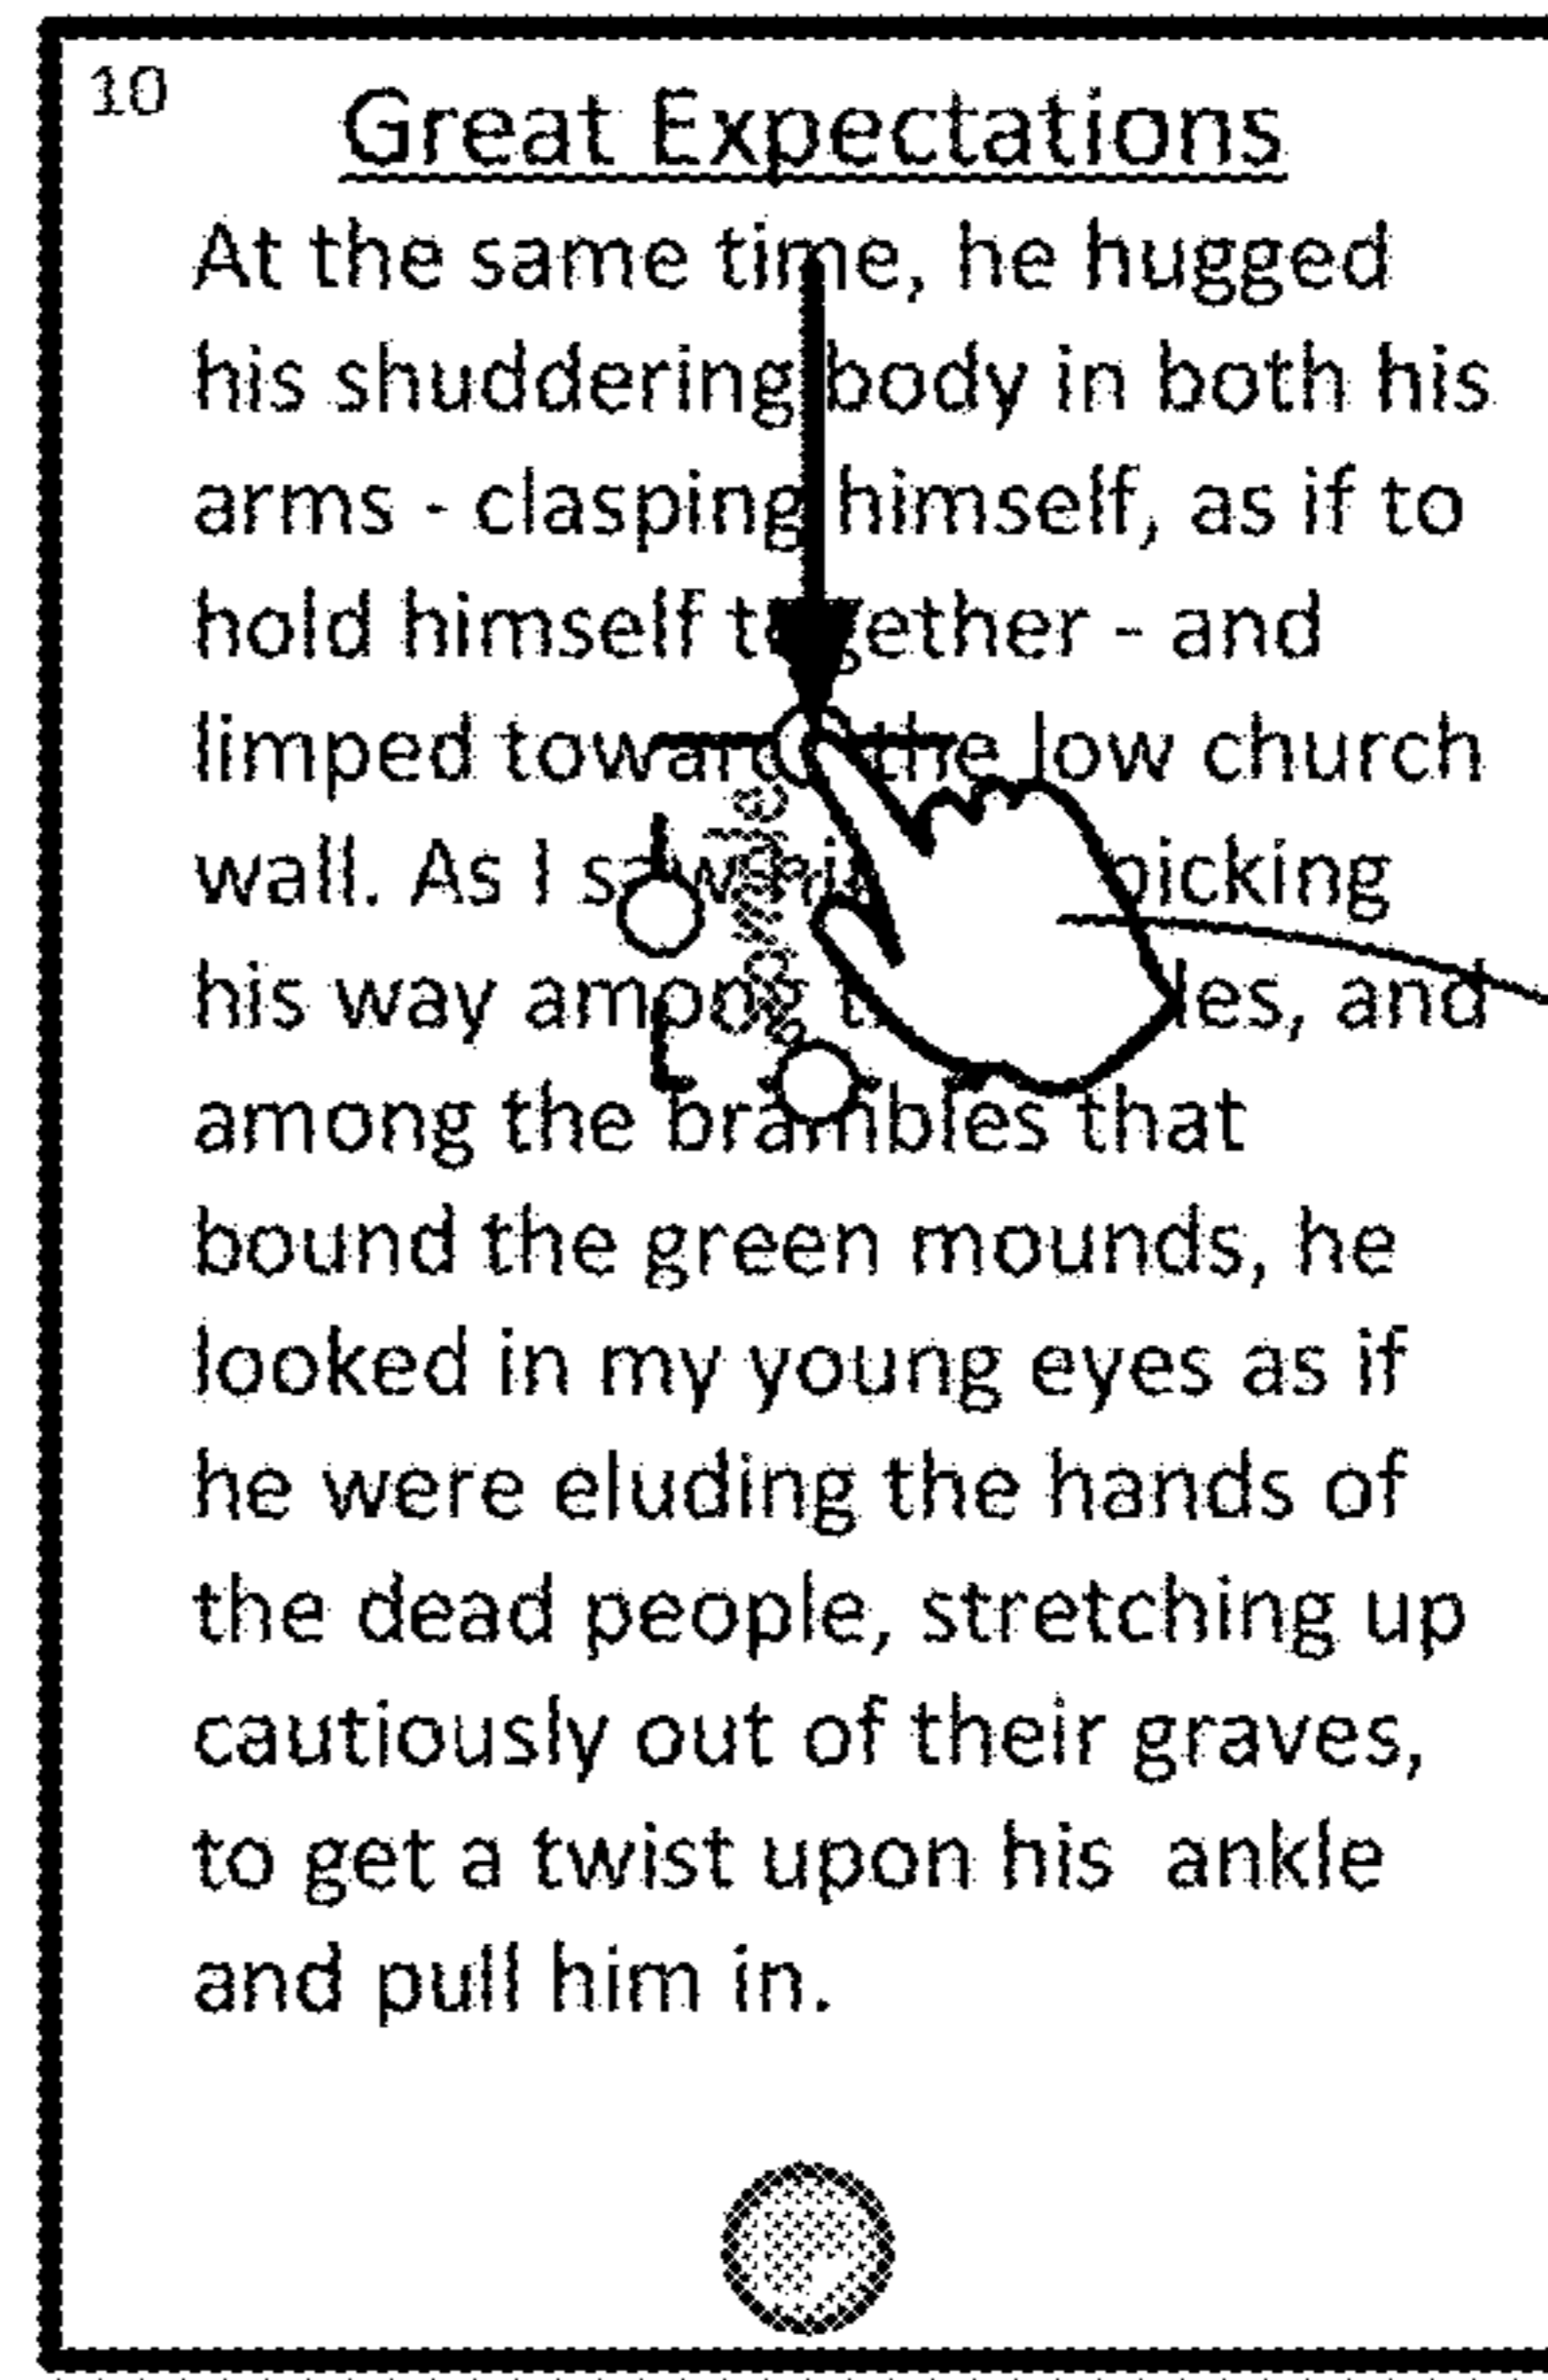 10
Great Expectations
At the same time, he hugged
his shuddering body in both his
arms - clasping himself, as if to
hold himself together - and
limped toward the low church
wall. As I saw picking
his way among and
among the brambles that
bound the green mounds, he
looked in my young eyes as if
he were eluding the hands of
the dead people, stretching up
cautiously out of their graves,
to get a twist upon his ankle
and pull him in.